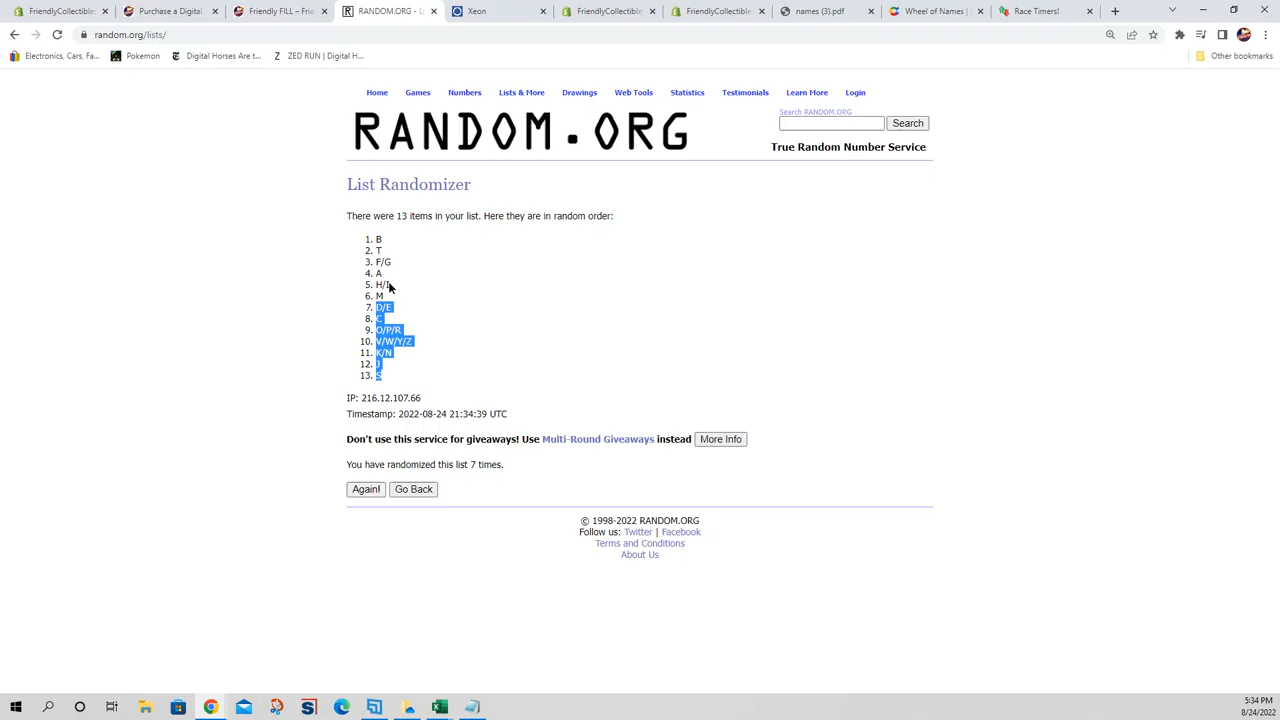 FriendlyCollectible:
Purchase a Digital
Friendly FILL – Frien
RANDOM.ORG - Li
Xeon
FriendlyCollectibles
FriendlyCollectible:
names (3).pdf
Wheel of Names |
Race Timers!
random.org/lists/
Electronics, Cars, Fa...
Pokemon
Digital Horses Are t...
ZED RUN | Digital H...
Other bookmarks
Home Games Numbers Lists & More Drawings Web Tools Statistics Testimonials Learn More Login
Search RANDOM.ORG
RANDOM.ORG
Search
True Random Number Service
List Randomizer
There were 13 items in your list. Here they are in random order:
1. B
2. T
3. F/G
4. A
5. H/I
6. M
7. D/E
8. C
9. O/P/R
10. V/W/Y/Z
11. K/N
12. J
13. S
IP: 216.12.107.66
Timestamp: 2022-08-24 21:34:39 UTC
Don't use this service for giveaways! Use Multi-Round Giveaways instead More Info
You have randomized this list 7 times.
Again! Go Back
© 1998-2022 RANDOM.ORG
Follow us: Twitter | Facebook
Terms and Conditions
About Us
5:34 PM
8/24/2022